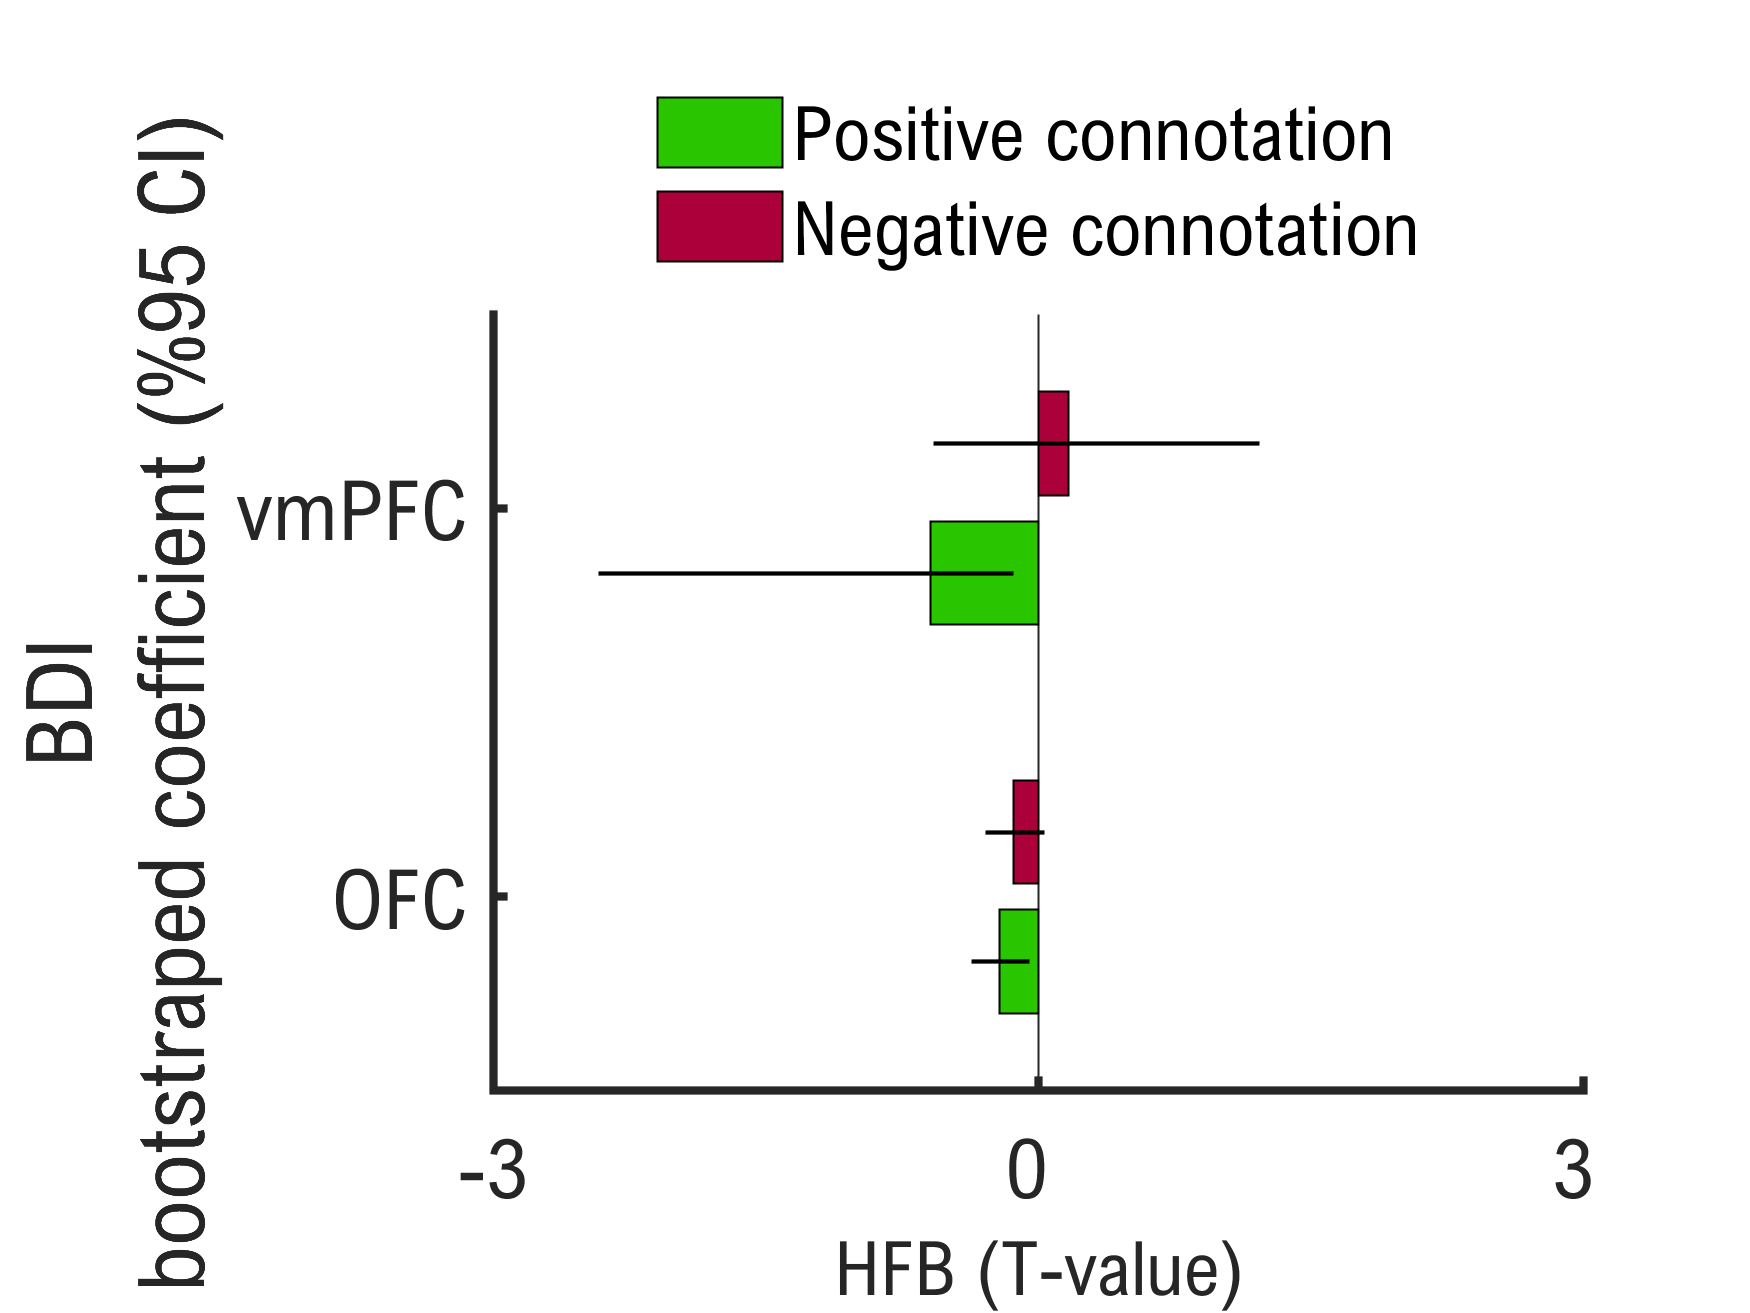 Positive connotation
Negative connotation
BDI
bootstraped coefficient (%95 CI)
vmPFC
OFC
-3
0
3
HFB (T-value)